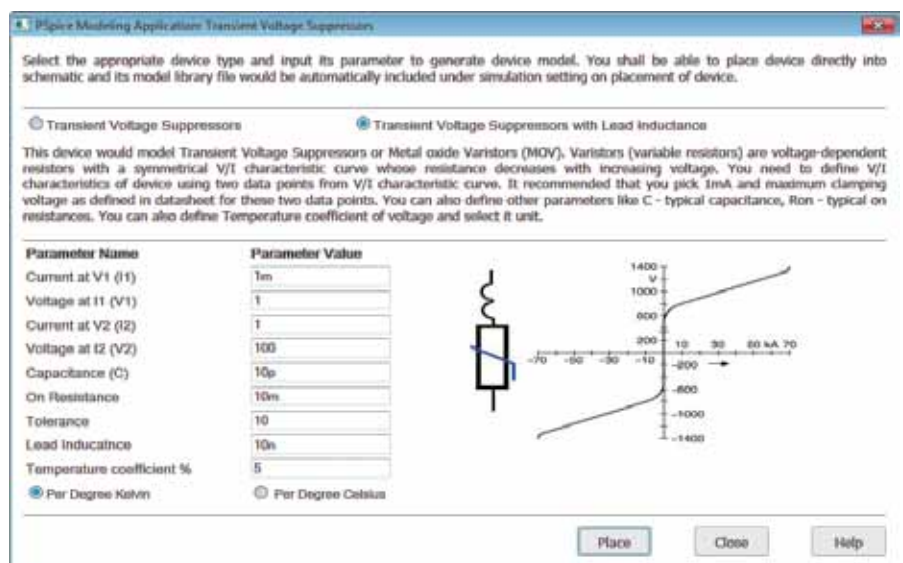 PSpice Modeling Application: Transient Voltage Suppressors
Select the appropriate device type and input its parameter to generate device model. You shall be able to place device directly into
schematic and its model library file would be automatically included under simulation setting on placement of device.
Transient Voltage Suppressors
Transient Voltage Suppressors with Lead Inductance
This device would model Transient Voltage Suppressors or Metal oxide Varistors (MOV). Varistors (variable resistors) are voltage-dependent
resistors with a symmetrical V/I characteristic curve whose resistance decreases with increasing voltage. You need to define V/I
characteristics of device using two data points from V/I characteristic curve. It recommended that you pick 1mA and maximum clamping
voltage as defined in datasheet for these two data points. You can also define other parameters like C - typical capacitance, Ron - typical on
resistances. You can also define Temperature coefficient of voltage and select it unit.
Parameter Name Parameter Value
Current at V1 (I1) 1m
Voltage at I1 (V1) 1
Current at V2 (I2) 1
Voltage at I2 (V2) 100
Capacitance (C) 10p
On Resistance 10m
Tolerance 10
Lead Inducatnce 10n
Temperature coefficient % 5
Per Degree Kelvin Per Degree Celsius
1400
V
1000
600
200
10 30 50 kA 70
-70 -50 -30 -10
-200
-600
-1000
-1400
Place Close Help